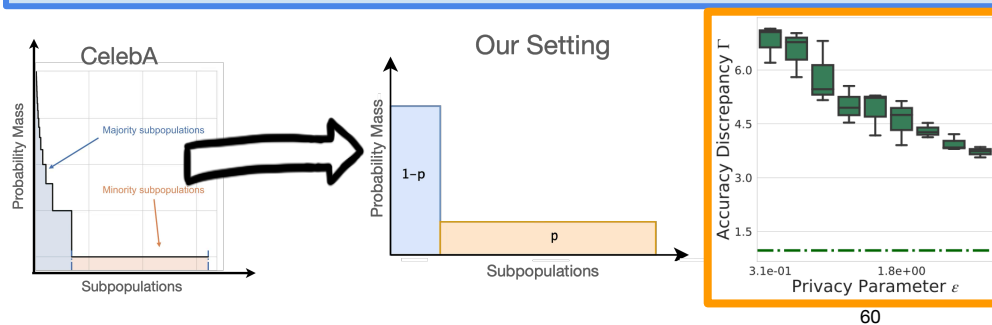 CelebA
Probability Mass
Majority subpopulations
Minority subpopulations
Subpopulations
Our Setting
Probability Mass
1-p
p
Subpopulations
Accuracy Discrepancy Γ
6.0
4.5
3.0
1.5
3.1e-01
1.8e+00
Privacy Parameter ε
60